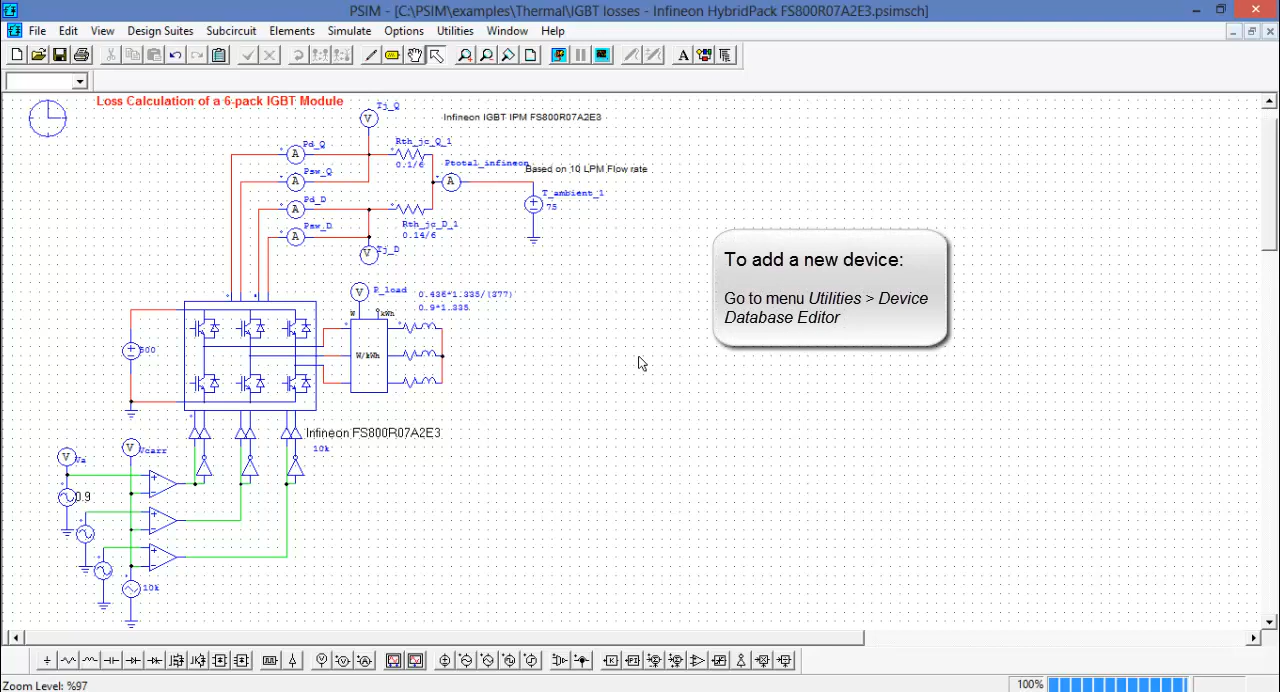 PSIM - [C:\PSIM\examples\Thermal\IGBT losses - Infineon HybridPack FS800R07A2E3.psimsch]
File Edit View Design Suites Subcircuit Elements Simulate Options Utilities Window Help
Loss Calculation of a 6-pack IGBT Module
Tj_Q
Infineon IGBT IPM FS800R07A2E3
Pd_Q
Rth_jc_Q_1
0.1/6
Ptotal_infineon
Based on 10 LPM Flow rate
Psw_Q
T_ambient_1
75
Pd_D
Rth_jc_D_1
0.14/6
Psw_D
Tj_D
To add a new device:
Go to menu Utilities > Device
Database Editor
P_load
0.436*1.335/(377)
0.9*1.335
W
kWh
500
W/kWh
Infineon FS800R07A2E3
10k
Vcarr
Va
0.9
10k
Zoom Level: %97
100%